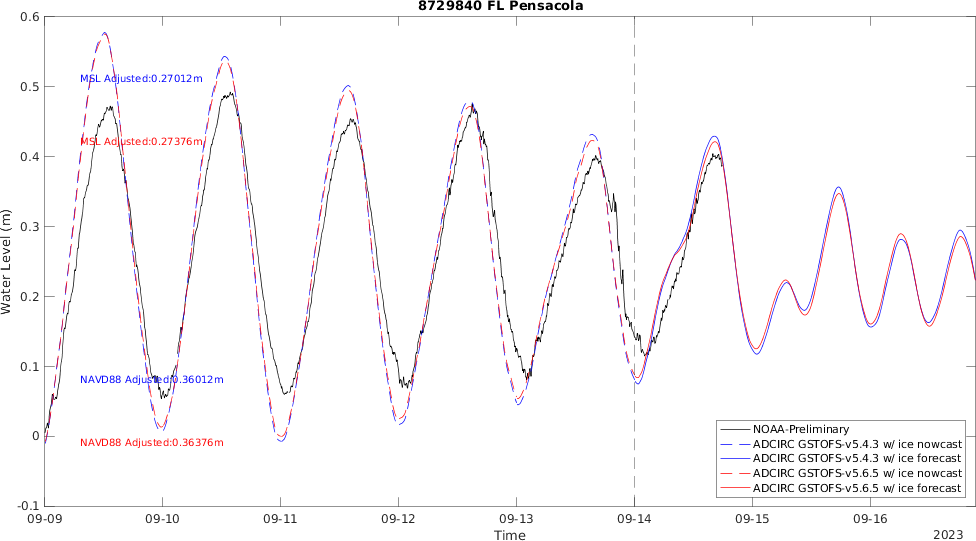 8729840 FL Pensacola
0.6
0.5
0.4
0.3
0.2
0.1
0
-0.1
Water Level (m)
MSL Adjusted:0.27012m
MSL Adjusted:0.27376m
NAVD88 Adjusted:0.36012m
NAVD88 Adjusted:0.36376m
NOAA-Preliminary
ADCIRC GSTOFS-v5.4.3 w/ ice nowcast
ADCIRC GSTOFS-v5.4.3 w/ ice forecast
ADCIRC GSTOFS-v5.6.5 w/ ice nowcast
ADCIRC GSTOFS-v5.6.5 w/ ice forecast
09-09 09-10 09-11 09-12 09-13 09-14 09-15 09-16
Time
2023